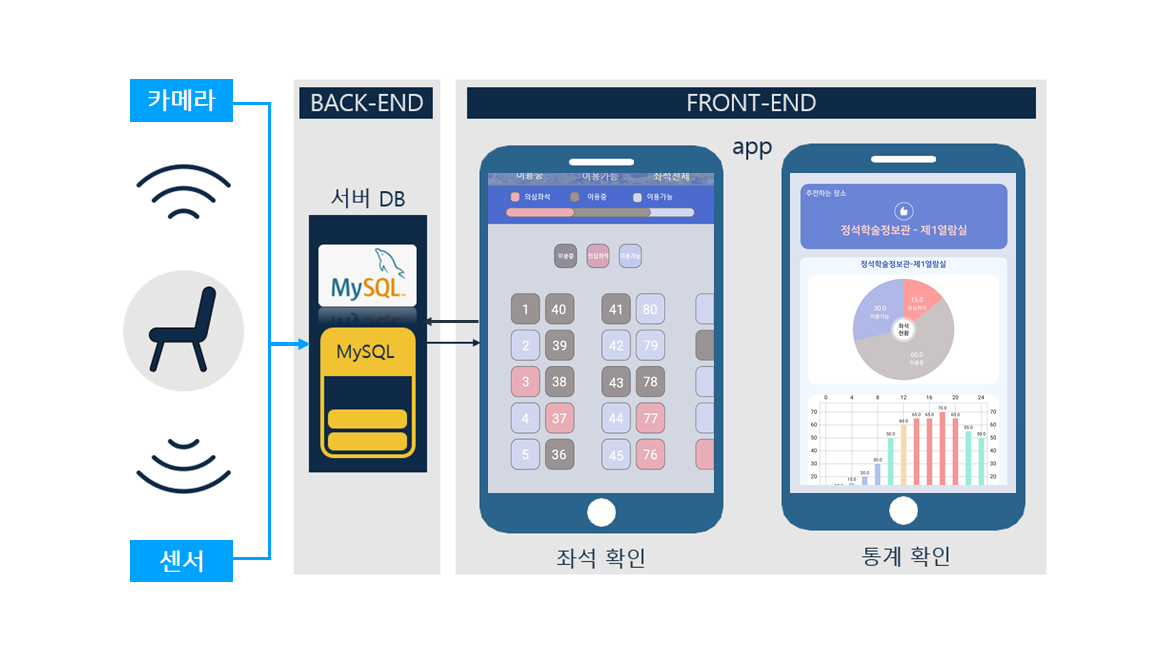 카메라
센서
BACK-END
서버 DB
MySQL
MySQL
FRONT-END
app
이용중 이용가능 좌석전체
의심좌석 이용중 이용가능
이용중 의심좌석 이용가능
1 40 41 80
2 39 42 79
3 38 43 78
4 37 44 77
5 36 45 76
좌석 확인
추천하는 장소
정석학술정보관 - 제1열람실
정석학술정보관-제1열람실
15.0
의심좌석
30.0
이용가능
좌석
현황
60.0
이용중
0 4 8 12 16 20 24
70 70
60 60
50 50
40 40
30 30
20 20
15.0 20.0 30.0 50.0 60.0 65.0 65.0 70.0 65.0 55.0 50.0
통계 확인